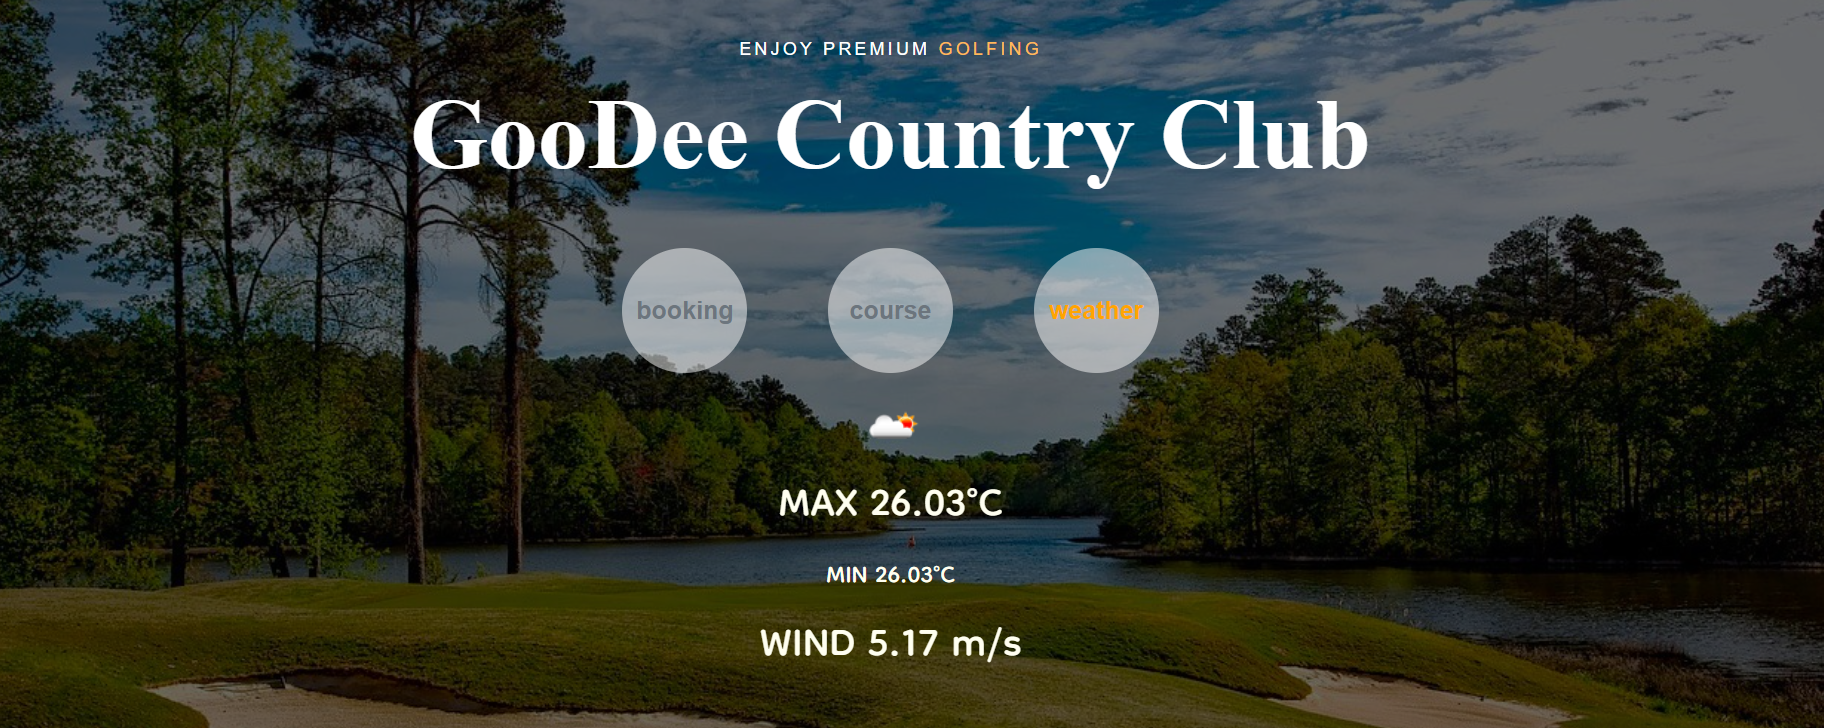 ENJOY PREMIUM GOLFING
GooDee Country Club
booking course weather
MAX 26.03°C
MIN 26.03°C
WIND 5.17 m/s